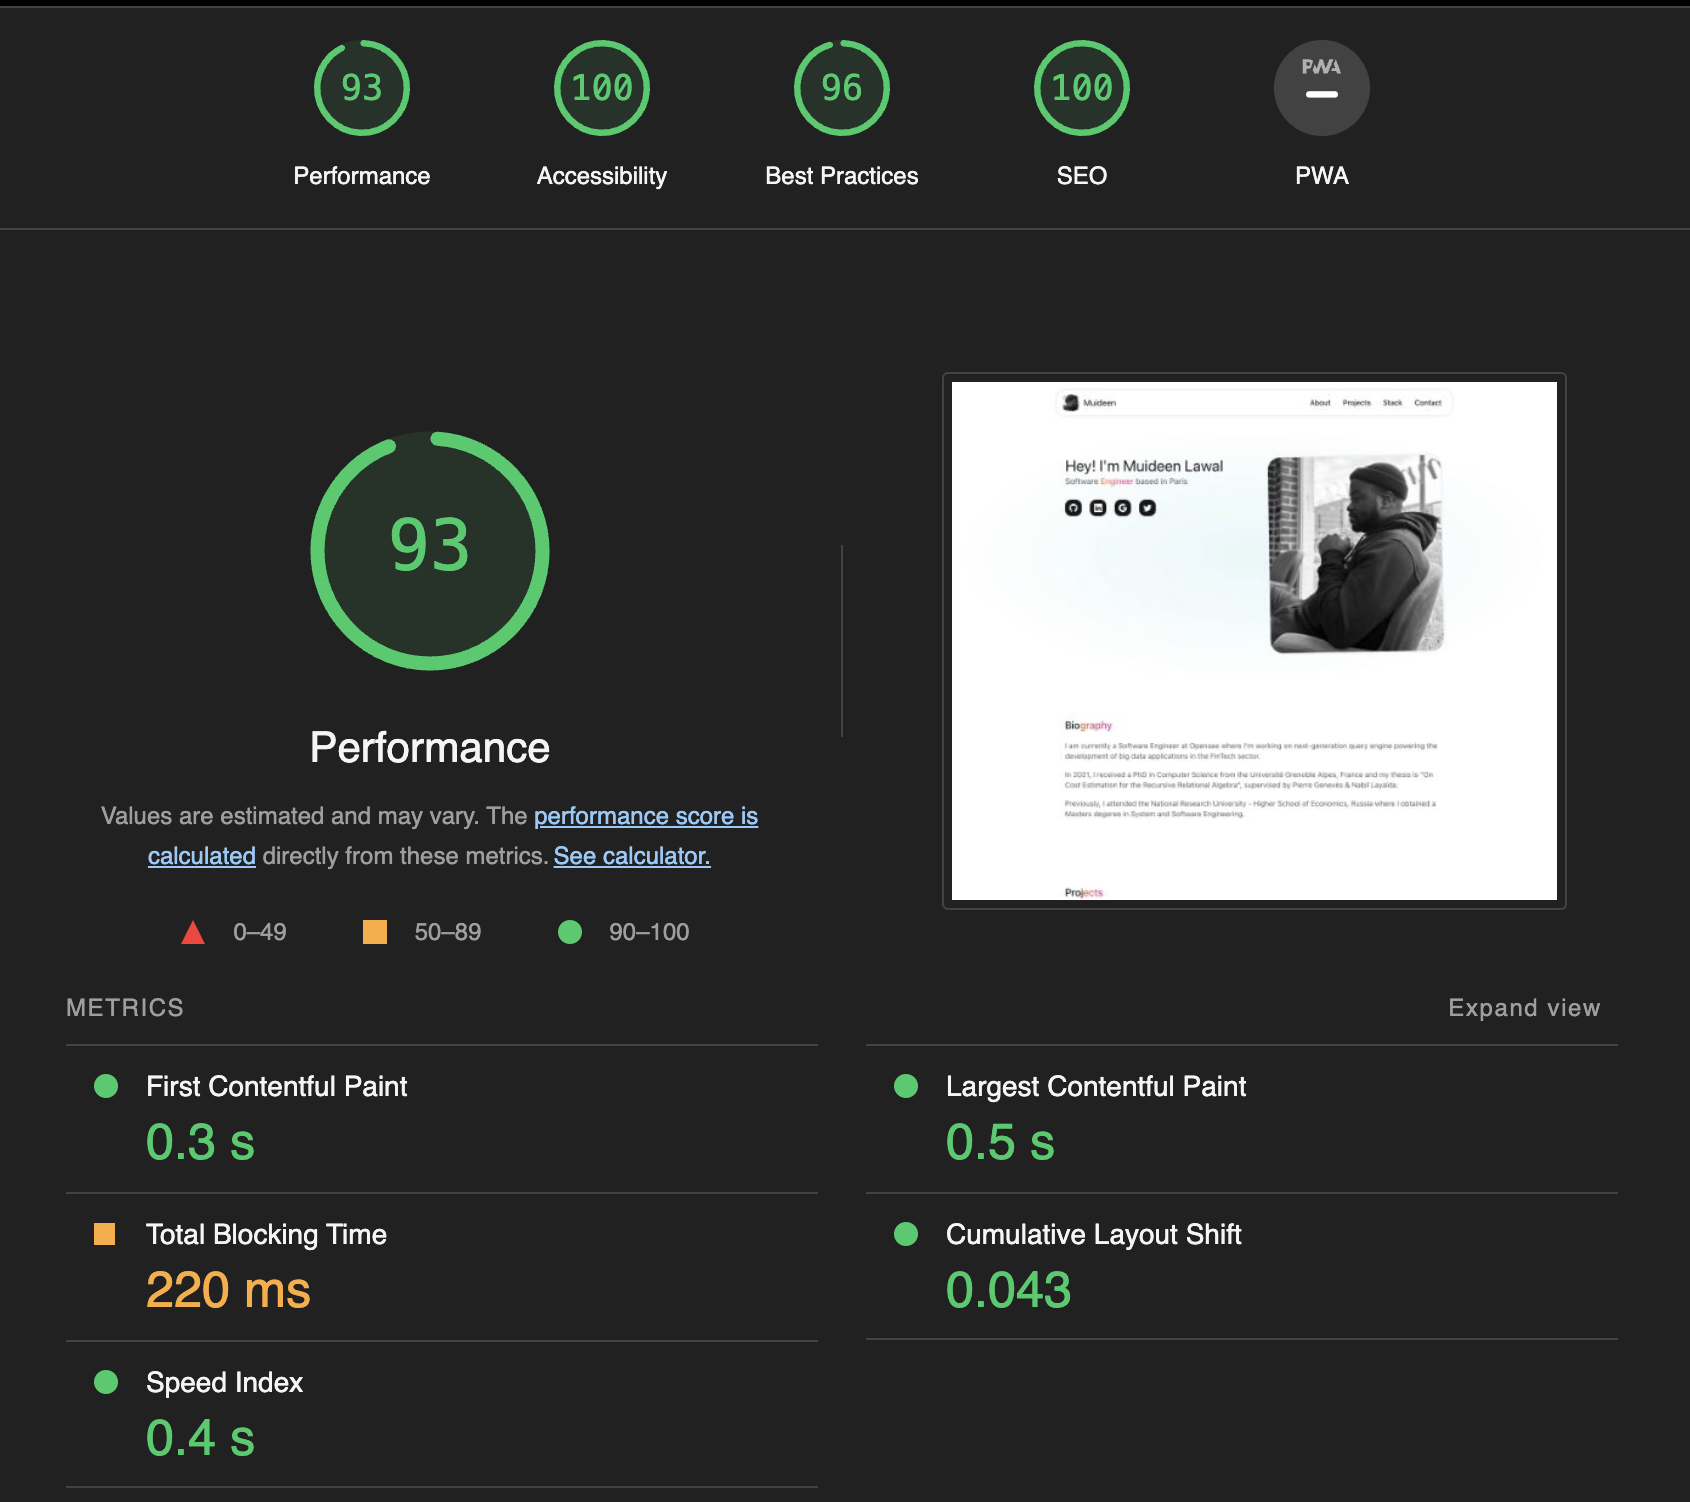 93
100
96
100
PWA
Performance
Accessibility
Best Practices
SEO
PWA
93
Performance
Values are estimated and may vary. The performance score is
calculated directly from these metrics. See calculator.
0–49
50–89
90–100
Muideen
About Projects Stack Contact
Hey! I'm Muideen Lawal
Software Engineer based in Paris
Biography
I am currently a Software Engineer at Opensee where I'm working on next-generation query engine powering the
development of big data applications in the FinTech sector.
In 2021, I received a PhD in Computer Science from the Université Grenoble Alpes, France and my thesis is "On
Cost Estimation for the Recursive Relational Algebra", supervised by Pierre Genevès & Nabil Layaïda.
Previously, I attended the National Research University - Higher School of Economics, Russia where I obtained a
Masters degree in System and Software Engineering.
Projects
METRICS
Expand view
First Contentful Paint
0.3 s
Largest Contentful Paint
0.5 s
Total Blocking Time
220 ms
Cumulative Layout Shift
0.043
Speed Index
0.4 s